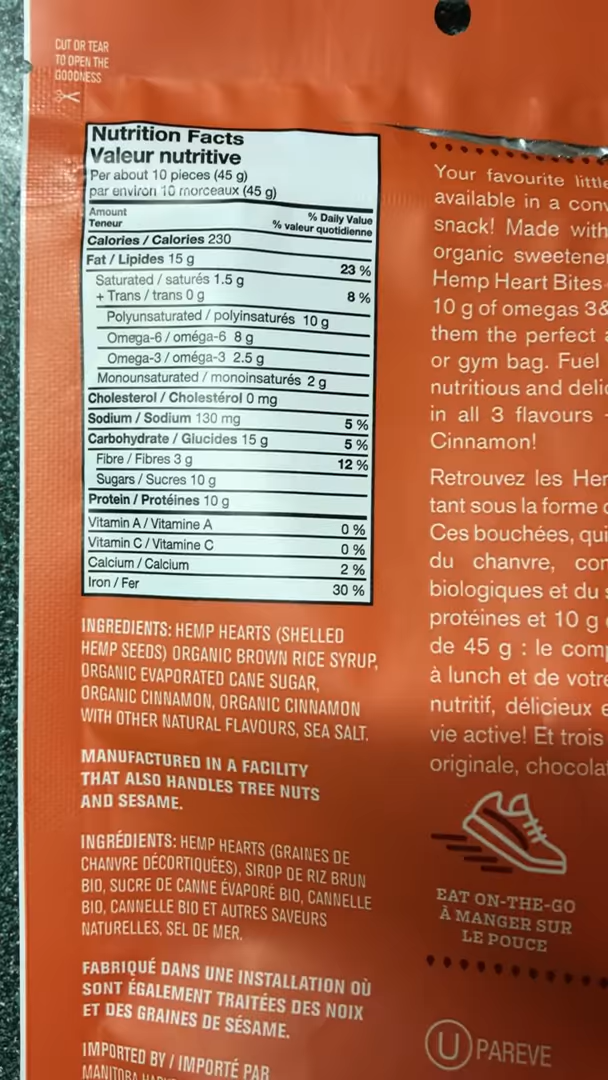 CUT OR TEAR
TO OPEN THE
GOODNESS
Nutrition Facts
Valeur nutritive
Per about 10 pieces (45 g)
par environ 10 morceaux (45 g)
Amount
Teneur
% Daily Value
% valeur quotidienne
Calories / Calories 230
Fat / Lipides 15 g 23 %
Saturated / saturés 1.5 g
+ Trans / trans 0 g 8 %
Polyunsaturated / polyinsaturés 10 g
Omega-6 / oméga-6 8 g
Omega-3 / oméga-3 2.5 g
Monounsaturated / monoinsaturés 2 g
Cholesterol / Cholestérol 0 mg
Sodium / Sodium 130 mg 5 %
Carbohydrate / Glucides 15 g 5 %
Fibre / Fibres 3 g 12 %
Sugars / Sucres 10 g
Protein / Protéines 10 g
Vitamin A / Vitamine A 0 %
Vitamin C / Vitamine C 0 %
Calcium / Calcium 2 %
Iron / Fer 30 %
INGREDIENTS: HEMP HEARTS (SHELLED
HEMP SEEDS) ORGANIC BROWN RICE SYRUP,
ORGANIC EVAPORATED CANE SUGAR,
ORGANIC CINNAMON, ORGANIC CINNAMON
WITH OTHER NATURAL FLAVOURS, SEA SALT.
MANUFACTURED IN A FACILITY
THAT ALSO HANDLES TREE NUTS
AND SESAME.
INGRÉDIENTS: HEMP HEARTS (GRAINES DE
CHANVRE DÉCORTIQUÉES), SIROP DE RIZ BRUN
BIO, SUCRE DE CANNE ÉVAPORÉ BIO, CANNELLE
BIO, CANNELLE BIO ET AUTRES SAVEURS
NATURELLES, SEL DE MER.
FABRIQUÉ DANS UNE INSTALLATION OÙ
SONT ÉGALEMENT TRAITÉES DES NOIX
ET DES GRAINES DE SÉSAME.
IMPORTED BY / IMPORTÉ PAR
MANITOBA
Your favourite little
available in a
snack! Made with
organic
Hemp Heart Bites
10 g of omegas 3&
them the perfect
or gym bag. Fuel
nutritious and
in all 3 flavours -
Cinnamon!
Retrouvez les
tant sous la forme
Ces bouchées, qui
du chanvre,
biologiques et du
protéines et 10 g
de 45 g : le
à lunch et de votre
nutritif, délicieux
vie active! Et trois
originale, chocolat
EAT ON-THE-GO
À MANGER SUR
LE POUCE
U PAREVE